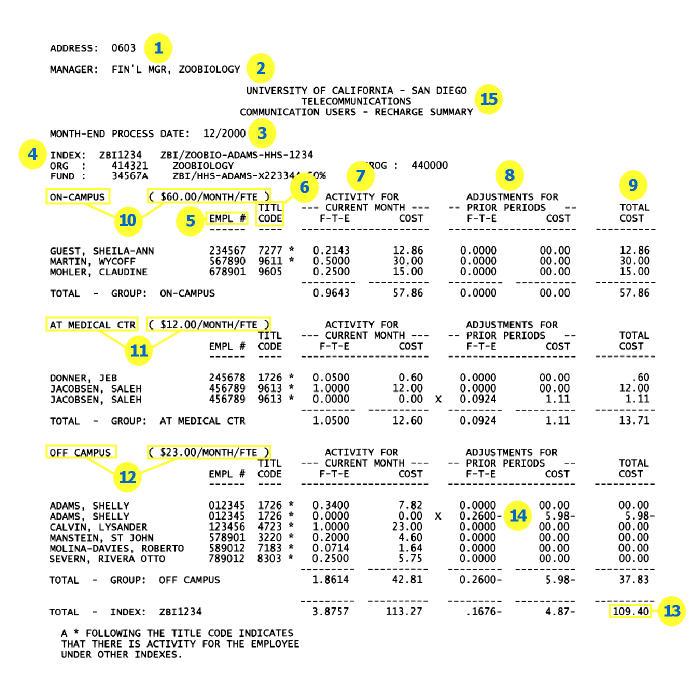 ADDRESS: 0603 1
MANAGER: FIN'L MGR, ZOOBIOLOGY 2
UNIVERSITY OF CALIFORNIA - SAN DIEGO
TELECOMMUNICATIONS 15
COMMUNICATION USERS - RECHARGE SUMMARY
MONTH-END PROCESS DATE: 12/2000 3
4 INDEX: ZBI1234 ZBI/ZOOBIO-ADAMS-HHS-1234
ORG : 414321 ZOOBIOLOGY ROG : 440000
FUND : 34567A ZBI/HHS-ADAMS-X22334 50%
6 7 8 9
ON-CAMPUS ( $60.00/MONTH/FTE ) ACTIVITY FOR ADJUSTMENTS FOR
TITL --- CURRENT MONTH --- -- PRIOR PERIODS -- TOTAL
10 5 EMPL # CODE F-T-E COST F-T-E COST COST
GUEST, SHEILA-ANN 234567 7277 * 0.2143 12.86 0.0000 00.00 12.86
MARTIN, WYCOFF 567890 9611 * 0.5000 30.00 0.0000 00.00 30.00
MOHLER, CLAUDINE 678901 9605 0.2500 15.00 0.0000 00.00 15.00
TOTAL - GROUP: ON-CAMPUS 0.9643 57.86 0.0000 00.00 57.86
AT MEDICAL CTR ( $12.00/MONTH/FTE ) ACTIVITY FOR ADJUSTMENTS FOR
TITL --- CURRENT MONTH --- -- PRIOR PERIODS -- TOTAL
11 EMPL # CODE F-T-E COST F-T-E COST COST
DONNER, JEB 245678 1726 * 0.0500 0.60 0.0000 00.00 .60
JACOBSEN, SALEH 456789 9613 * 1.0000 12.00 0.0000 00.00 12.00
JACOBSEN, SALEH 456789 9613 * 0.0000 0.00 X 0.0924 1.11 1.11
TOTAL - GROUP: AT MEDICAL CTR 1.0500 12.60 0.0924 1.11 13.71
OFF CAMPUS ( $23.00/MONTH/FTE ) ACTIVITY FOR ADJUSTMENTS FOR
TITL --- CURRENT MONTH --- -- PRIOR PERIODS -- TOTAL
12 EMPL # CODE F-T-E COST F-T-E COST COST
ADAMS, SHELLY 012345 1726 * 0.3400 7.82 0.0000 00.00 00.00
ADAMS, SHELLY 012345 1726 * 0.0000 0.00 X 0.2600- 14 5.98- 5.98-
CALVIN, LYSANDER 123456 4723 * 1.0000 23.00 0.0000 00.00 00.00
MANSTEIN, ST JOHN 578901 3220 * 0.2000 4.60 0.0000 00.00 00.00
MOLINA-DAVIES, ROBERTO 589012 7183 * 0.0714 1.64 0.0000 00.00 00.00
SEVERN, RIVERA OTTO 789012 8303 * 0.2500 5.75 0.0000 00.00 00.00
TOTAL - GROUP: OFF CAMPUS 1.8614 42.81 0.2600- 5.98- 37.83
TOTAL - INDEX: ZBI1234 3.8757 113.27 .1676- 4.87- 109.40 13
A * FOLLOWING THE TITLE CODE INDICATES
THAT THERE IS ACTIVITY FOR THE EMPLOYEE
UNDER OTHER INDEXES.